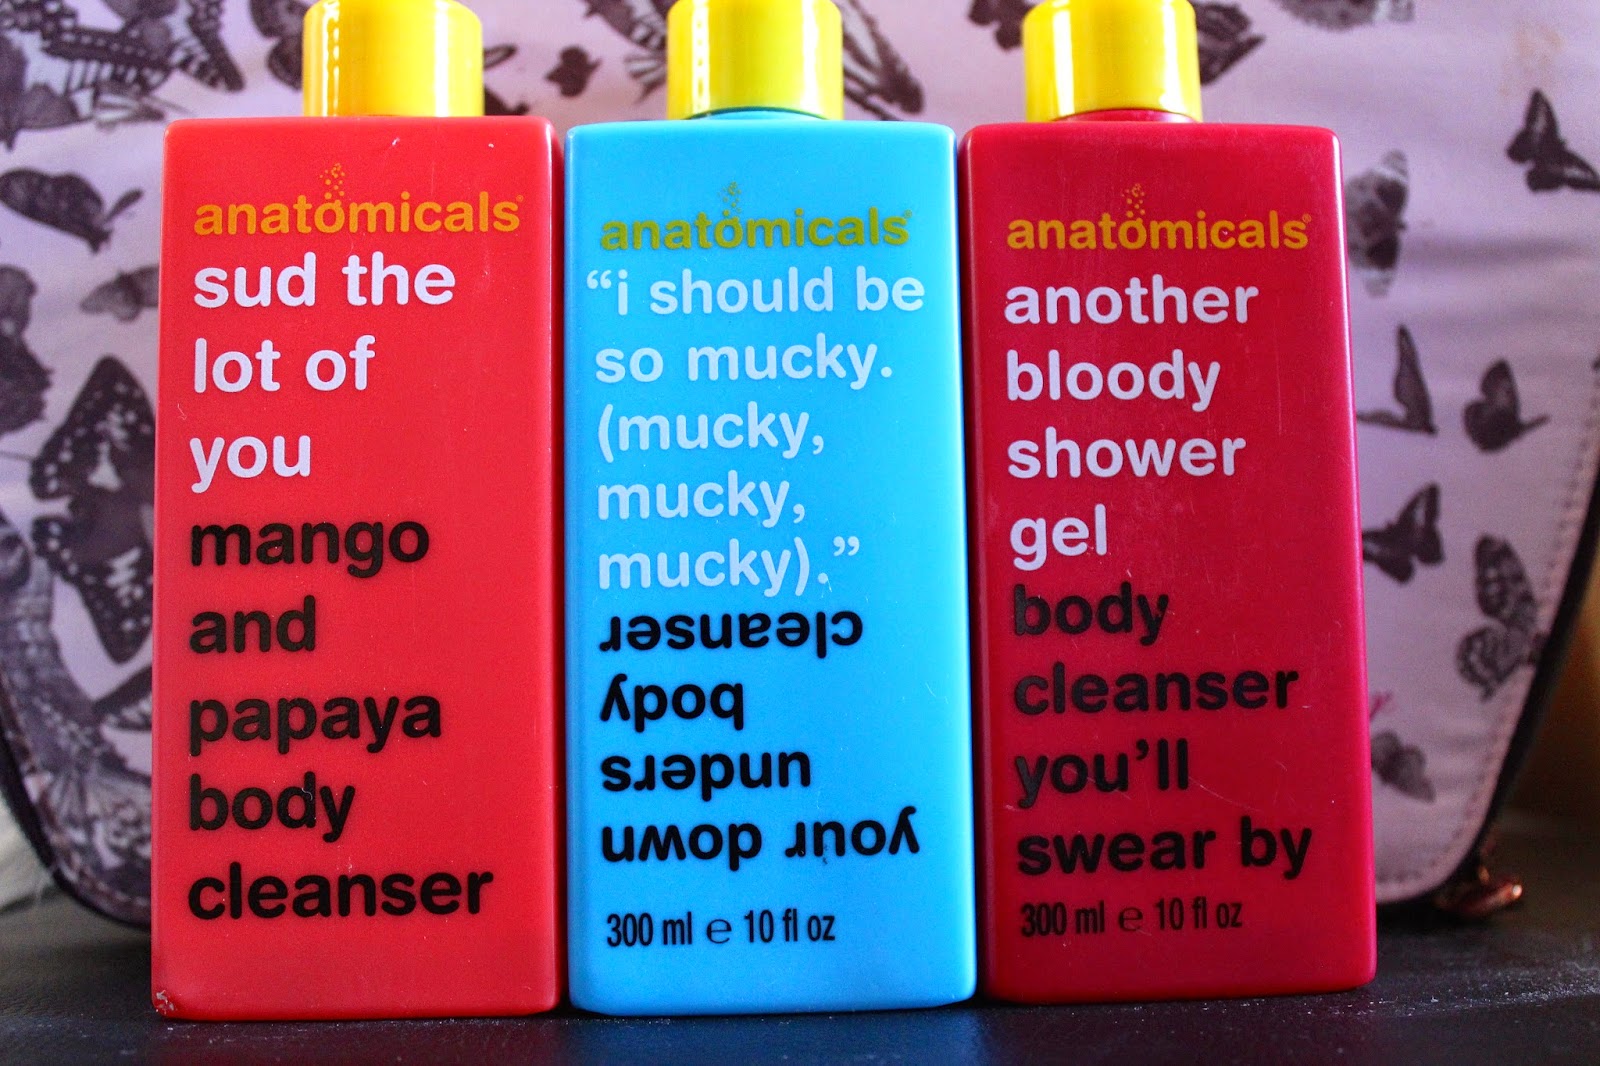 anatomicals®
sud the
lot of
you
mango
and
papaya
body
cleanser
anatomicals®
“i should be
so mucky.
(mucky,
mucky,
mucky).”
your down
unders
body
cleanser
300 ml ℮ 10 fl oz
anatomicals®
another
bloody
shower
gel
body
cleanser
you’ll
swear by
300 ml ℮ 10 fl oz